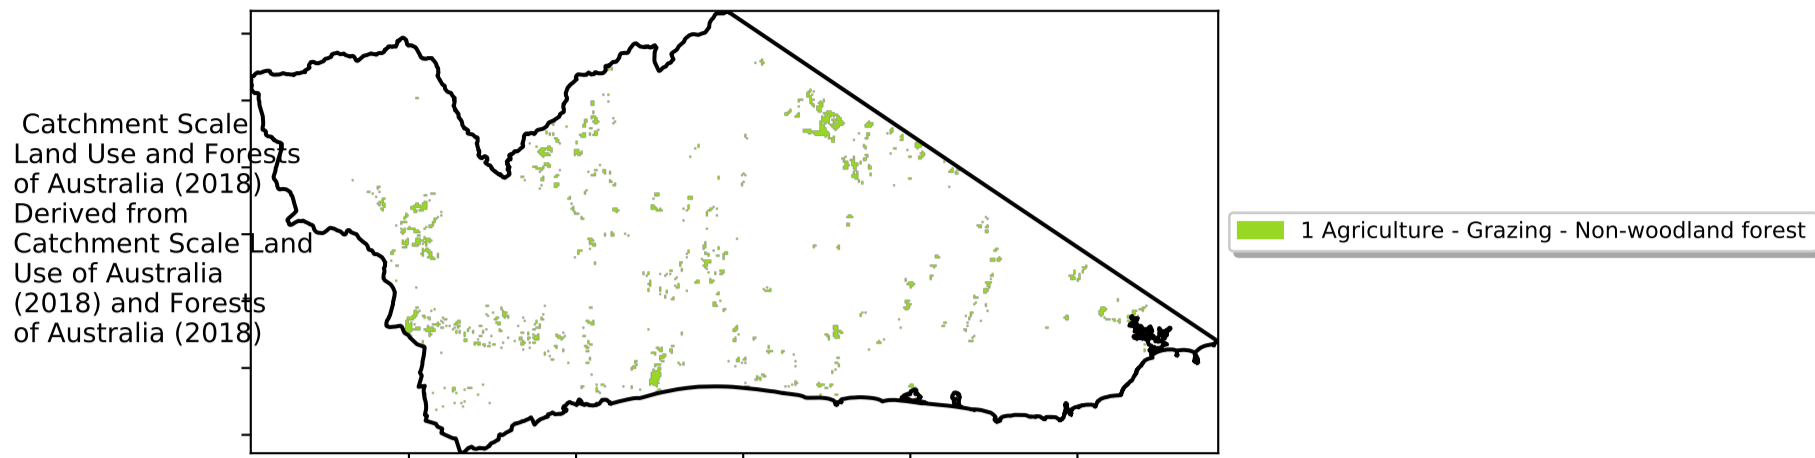 Catchment Scale
Land Use and Forests
of Australia (2018)
Derived from
Catchment Scale Land
Use of Australia
(2018) and Forests
of Australia (2018)
1 Agriculture - Grazing - Non-woodland forest